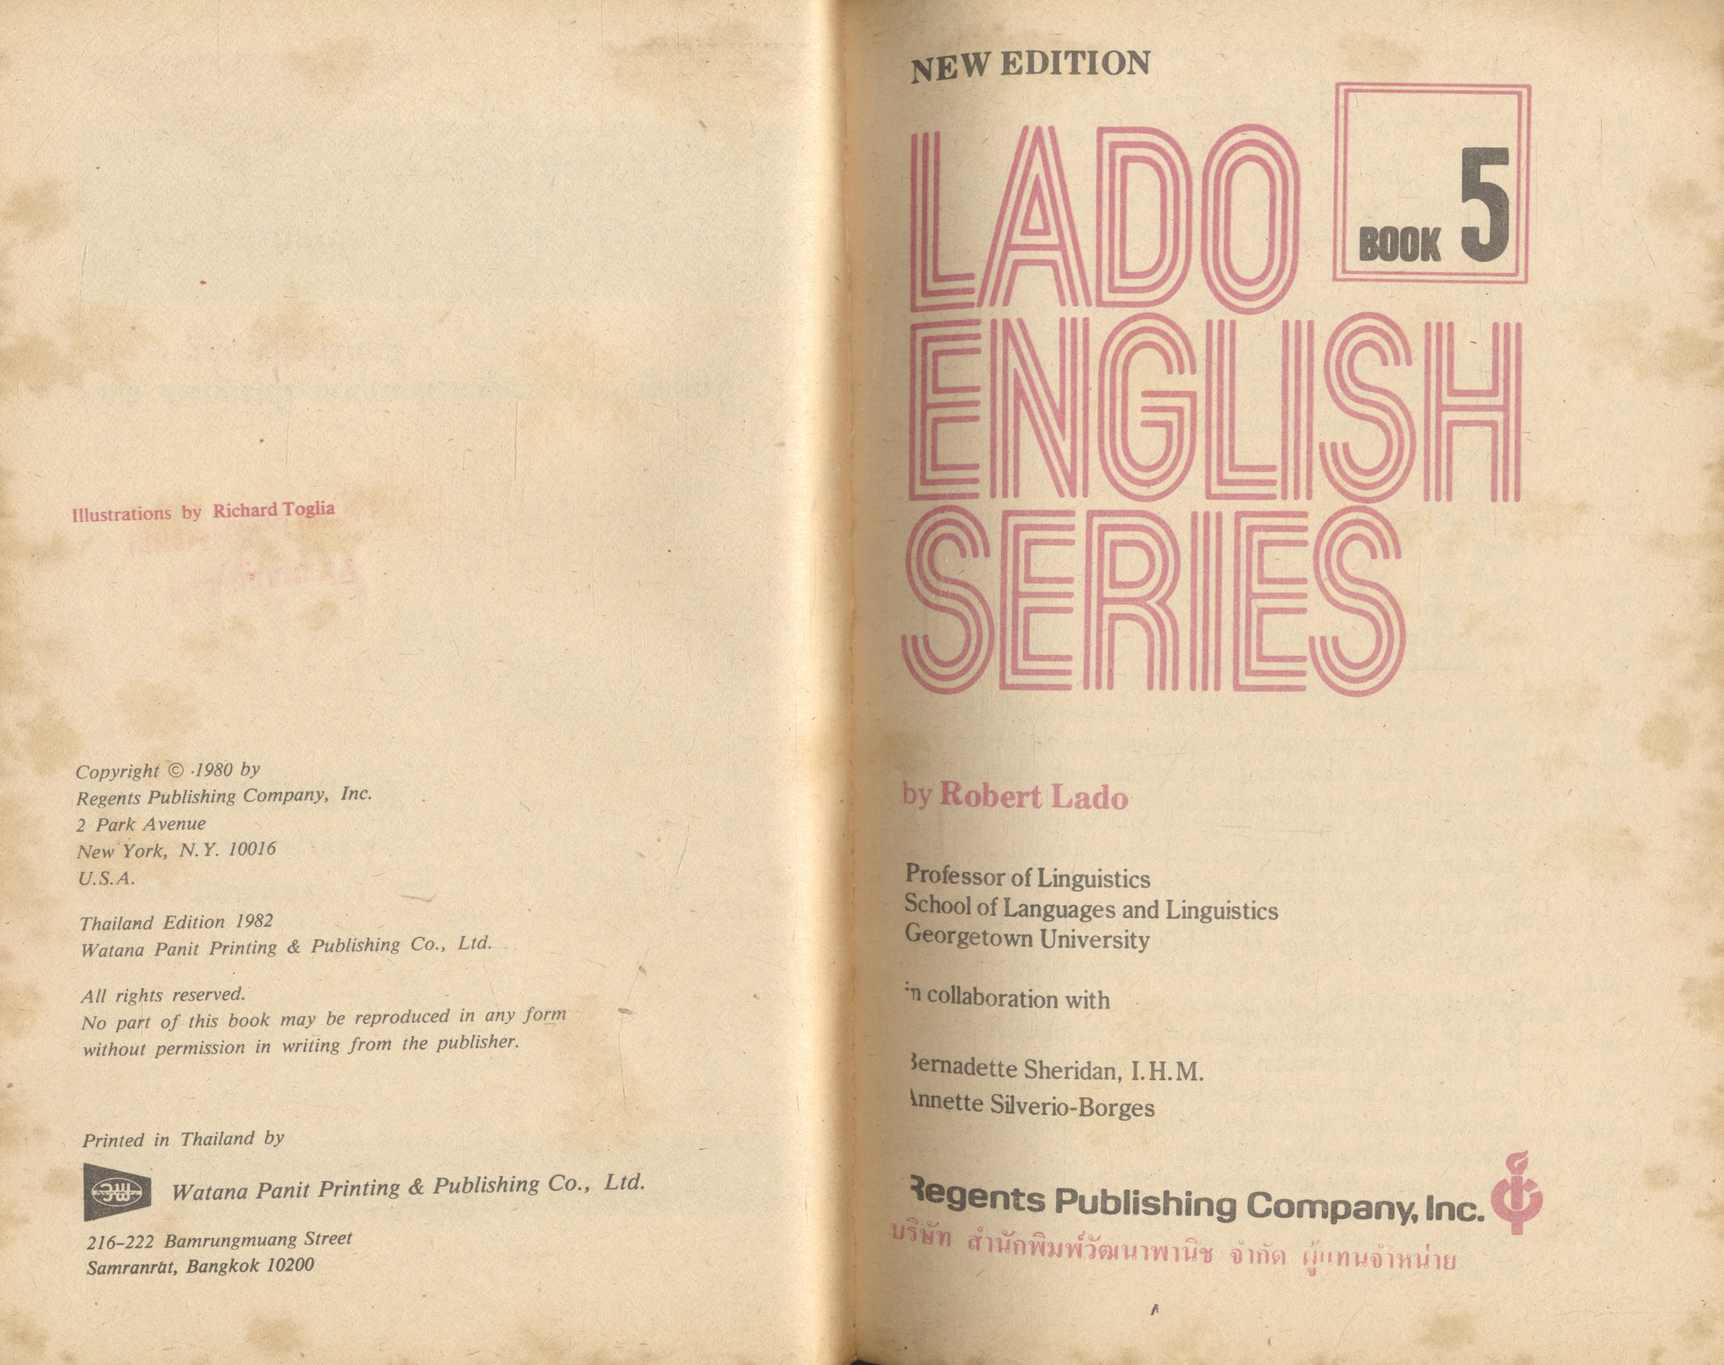 Illustrations by Richard Toglia
Copyright © 1980 by
Regents Publishing Company, Inc.
2 Park Avenue
New York, N.Y. 10016
U.S.A.
Thailand Edition 1982
Watana Panit Printing & Publishing Co., Ltd.
All rights reserved.
No part of this book may be reproduced in any form
without permission in writing from the publisher.
Printed in Thailand by
Watana Panit Printing & Publishing Co., Ltd.
216-222 Bamrungmuang Street
Samranrat, Bangkok 10200
NEW EDITION
LADO
BOOK 5
ENGLISH
SERIES
by Robert Lado
Professor of Linguistics
School of Languages and Linguistics
Georgetown University
in collaboration with
Bernadette Sheridan, I.H.M.
Annette Silverio-Borges
Regents Publishing Company, Inc.
บริษัท สำนักพิมพ์วัฒนาพานิช จำกัด ผู้แทนจำหน่าย